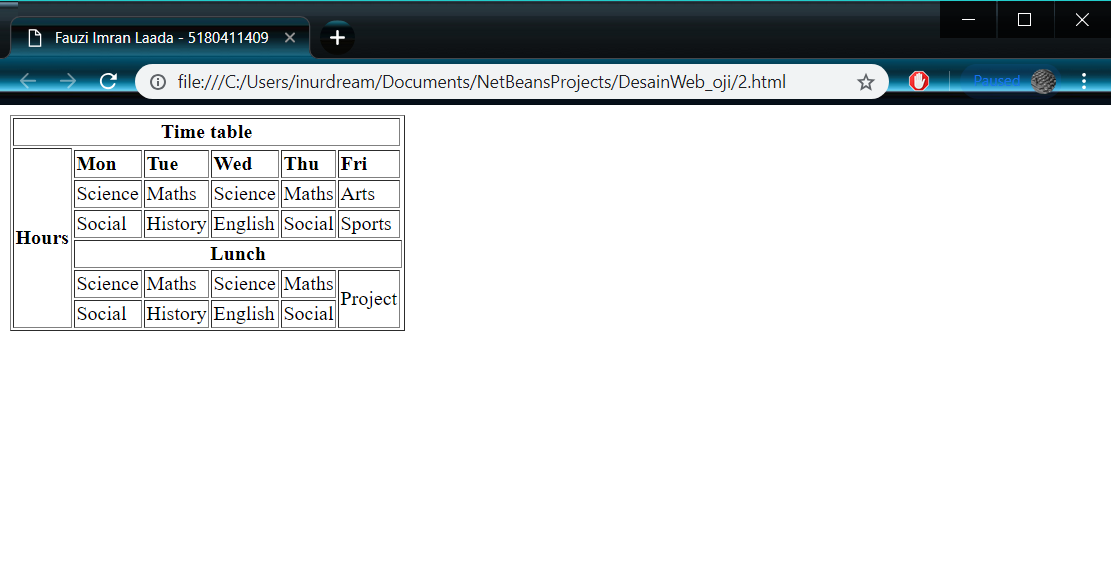 Fauzi Imran Laada - 5180411409
file:///C:/Users/inurdream/Documents/NetBeansProjects/DesainWeb_oji/2.html
Paused
Time table
Hours
Mon Tue Wed Thu Fri
Science Maths Science Maths Arts
Social History English Social Sports
Lunch
Science Maths Science Maths Project
Social History English Social